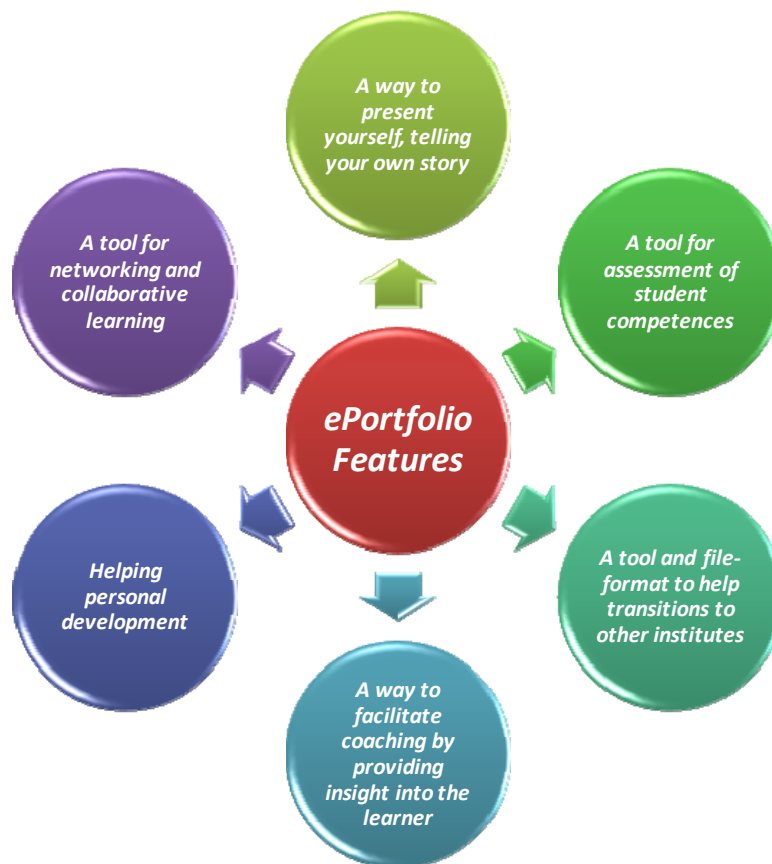 A way to
present
yourself, telling
your own story
A tool for
networking and
collaborative
learning
A tool for
assessment of
student
competences
ePortfolio
Features
Helping
personal
development
A tool and file-
format to help
transitions to
other institutes
A way to
facilitate
coaching by
providing
insight into the
learner